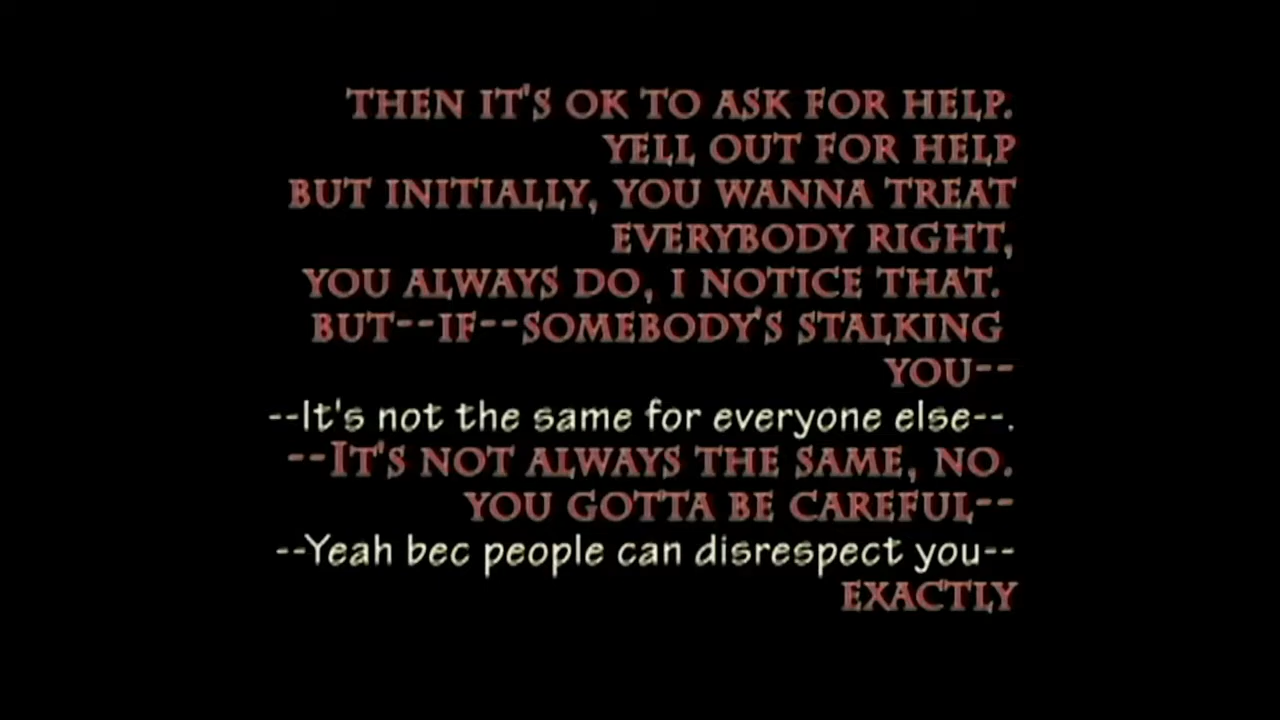 THEN IT'S OK TO ASK FOR HELP.
YELL OUT FOR HELP
BUT INITIALLY, YOU WANNA TREAT
EVERYBODY RIGHT,
YOU ALWAYS DO, I NOTICE THAT.
BUT--IF--SOMEBODY'S STALKING
YOU--
--It's not the same for everyone else--.
--IT'S NOT ALWAYS THE SAME, NO.
YOU GOTTA BE CAREFUL--
--Yeah bec people can disrespect you--
EXACTLY